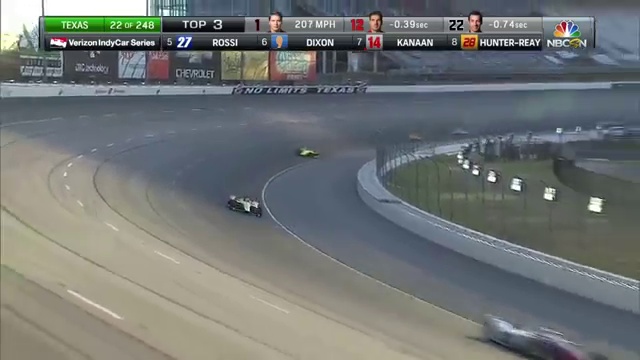 TEXAS 22 OF 248 TOP 3 1 207 MPH 12 -0.39sec 22 -0.74sec
Verizon IndyCar Series 5 27 ROSSI 6 9 DIXON 7 14 KANAAN 8 28 HUNTER-REAY NBCSN
CHEVROLET
NO LIMITS TEXAS